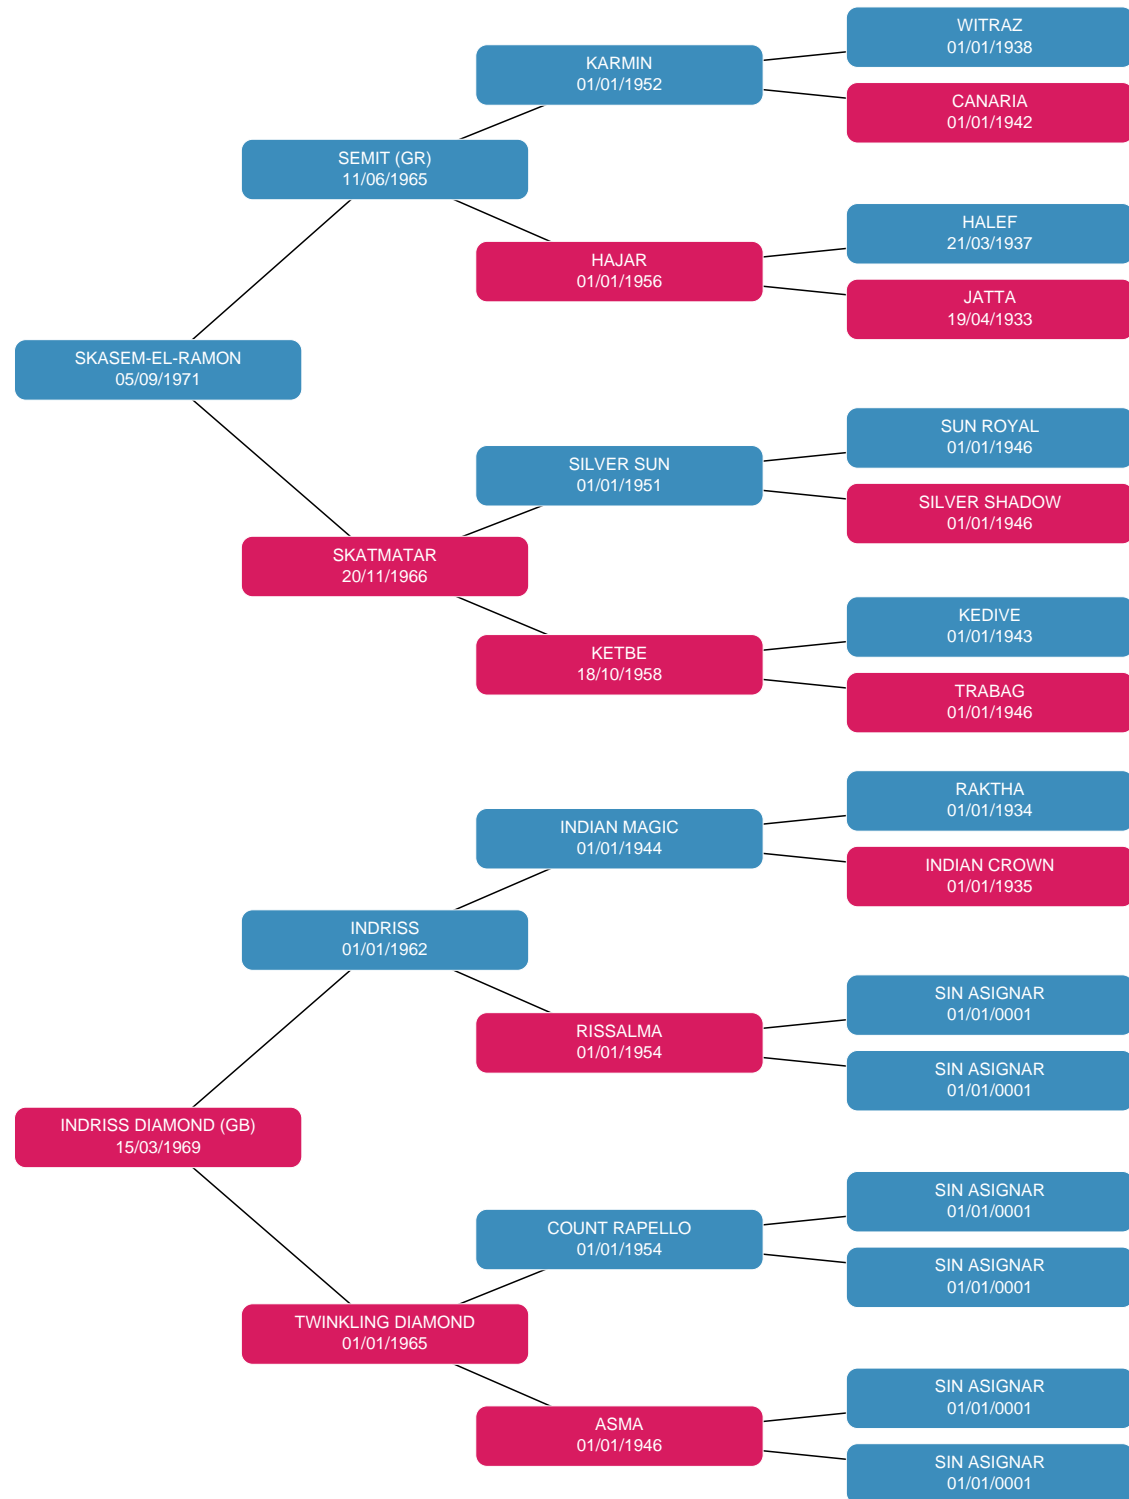 WITRAZ
01/01/1938
KARMIN
01/01/1952
CANARIA
01/01/1942
SEMIT (GR)
11/06/1965
HALEF
21/03/1937
HAJAR
01/01/1956
JATTA
19/04/1933
SKASEM-EL-RAMON
05/09/1971
SUN ROYAL
01/01/1946
SILVER SUN
01/01/1951
SILVER SHADOW
01/01/1946
SKATMATAR
20/11/1966
KEDIVE
01/01/1943
KETBE
18/10/1958
TRABAG
01/01/1946
RAKTHA
01/01/1934
INDIAN MAGIC
01/01/1944
INDIAN CROWN
01/01/1935
INDRISS
01/01/1962
SIN ASIGNAR
01/01/0001
RISSALMA
01/01/1954
SIN ASIGNAR
01/01/0001
INDRISS DIAMOND (GB)
15/03/1969
SIN ASIGNAR
01/01/0001
COUNT RAPELLO
01/01/1954
SIN ASIGNAR
01/01/0001
TWINKLING DIAMOND
01/01/1965
SIN ASIGNAR
01/01/0001
ASMA
01/01/1946
SIN ASIGNAR
01/01/0001